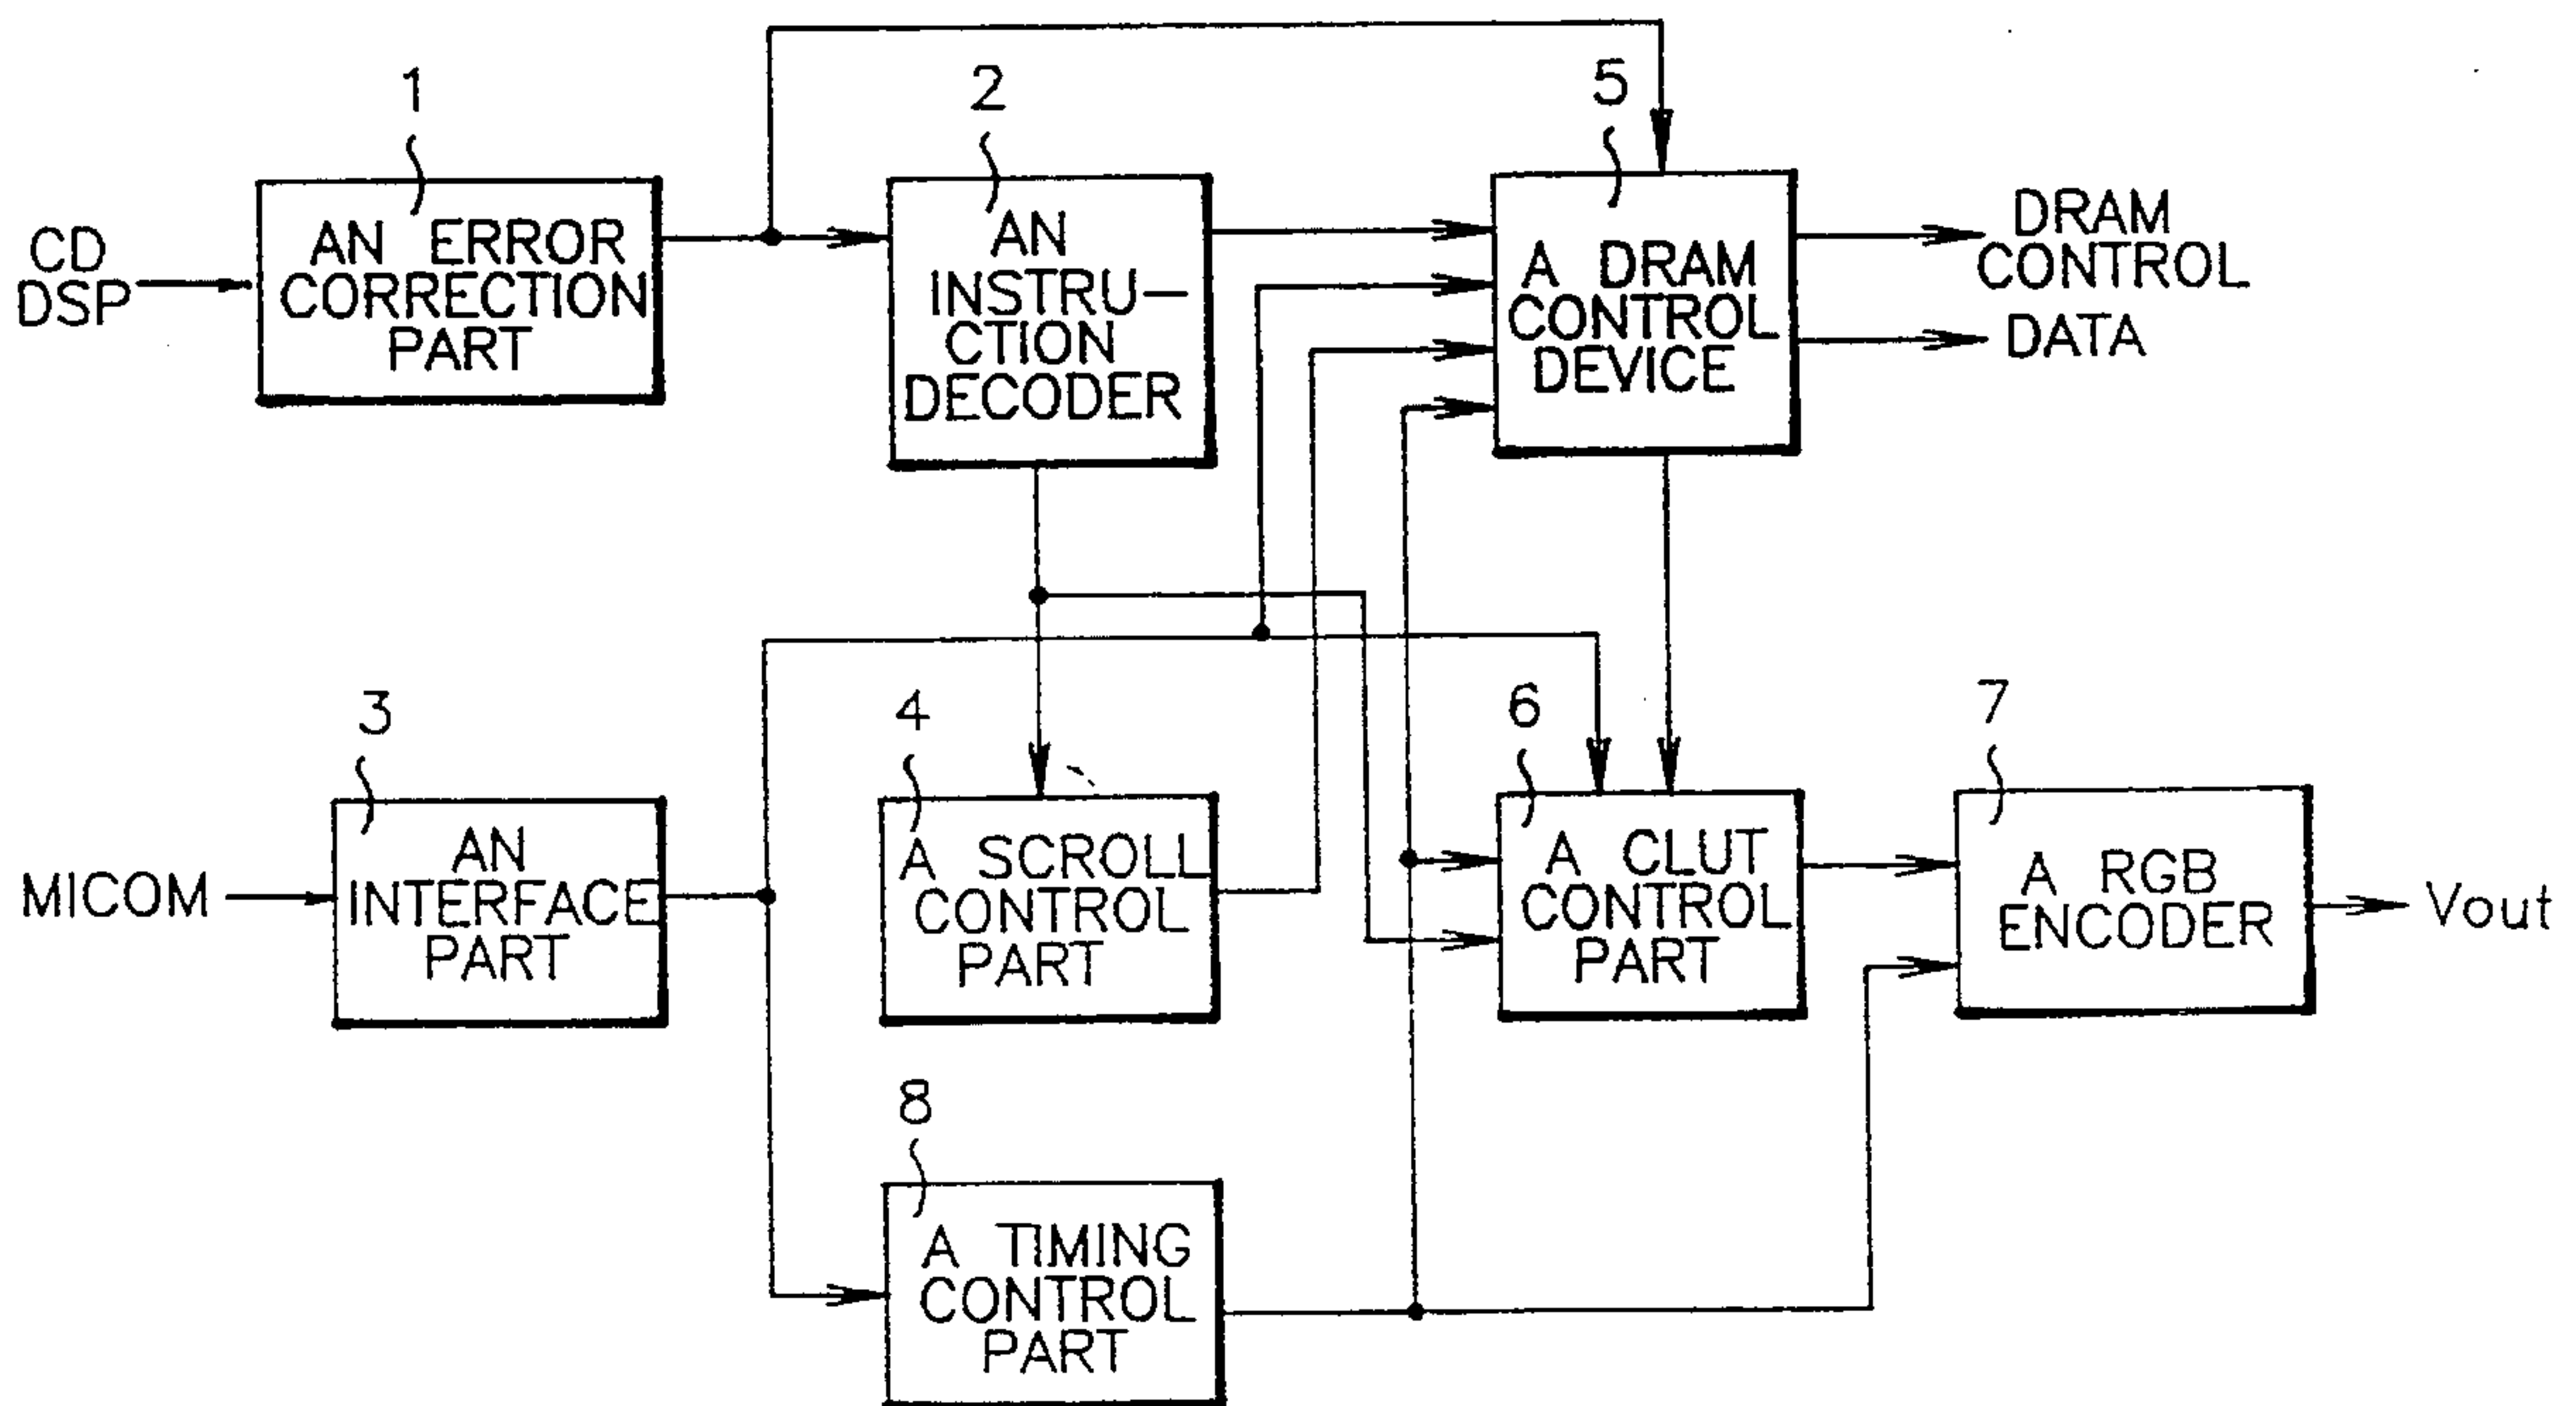 1
2
5
CD
DSP
AN ERROR
CORRECTION
PART
AN
INSTRU-
CTION
DECODER
A DRAM
CONTROL
DEVICE
DRAM
CONTROL
DATA
3
4
6
7
MICOM
AN
INTERFACE
PART
A SCROLL
CONTROL
PART
A CLUT
CONTROL
PART
A RGB
ENCODER
Vout
8
A TIMING
CONTROL
PART